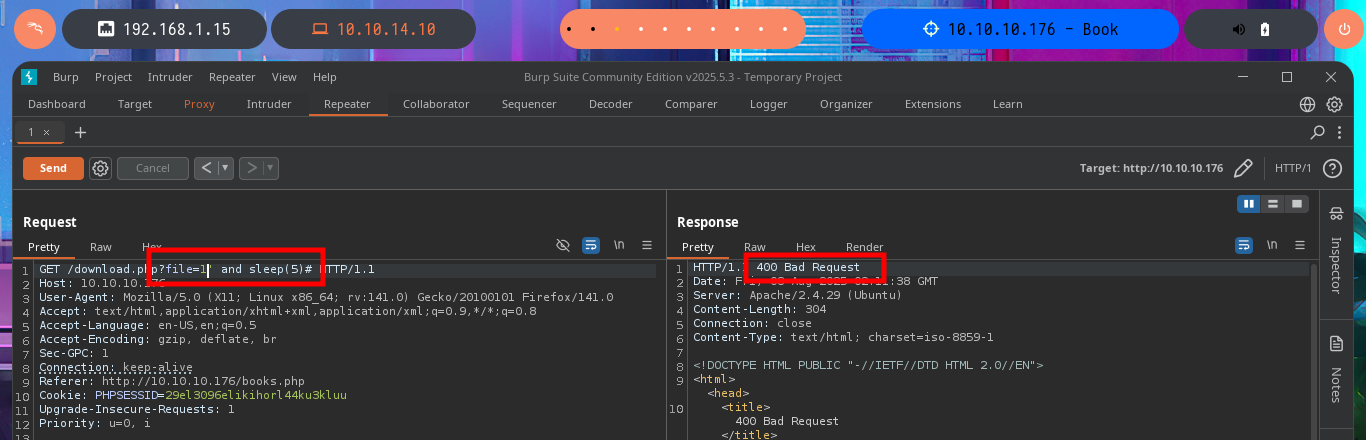 192.168.1.15
10.10.14.10
10.10.10.176 - Book
Burp Project Intruder Repeater View Help
Burp Suite Community Edition v2025.5.3 - Temporary Project
Dashboard Target Proxy Intruder Repeater Collaborator Sequencer Decoder Comparer Logger Organizer Extensions Learn
1 × +
Send Cancel < > Target: http://10.10.10.176 HTTP/1 ?
Request
Pretty Raw Hex \n
1 GET /download.php?file=1' and sleep(5)# HTTP/1.1
2 Host: 10.10.10.176
3 User-Agent: Mozilla/5.0 (X11; Linux x86_64; rv:141.0) Gecko/20100101 Firefox/141.0
4 Accept: text/html,application/xhtml+xml,application/xml;q=0.9,*/*;q=0.8
5 Accept-Language: en-US,en;q=0.5
6 Accept-Encoding: gzip, deflate, br
7 Sec-GPC: 1
8 Connection: keep-alive
9 Referer: http://10.10.10.176/books.php
10 Cookie: PHPSESSID=29el3096elikihorl44ku3kluu
11 Upgrade-Insecure-Requests: 1
12 Priority: u=0, i
13
Response
Pretty Raw Hex Render \n
1 HTTP/1.1 400 Bad Request
2 Date: Fri, 08 Aug 2025 02:11:38 GMT
3 Server: Apache/2.4.29 (Ubuntu)
4 Content-Length: 304
5 Connection: close
6 Content-Type: text/html; charset=iso-8859-1
7
8 <!DOCTYPE HTML PUBLIC "-//IETF//DTD HTML 2.0//EN">
9 <html>
<head>
10 <title>
400 Bad Request
</title>
Inspector
Notes